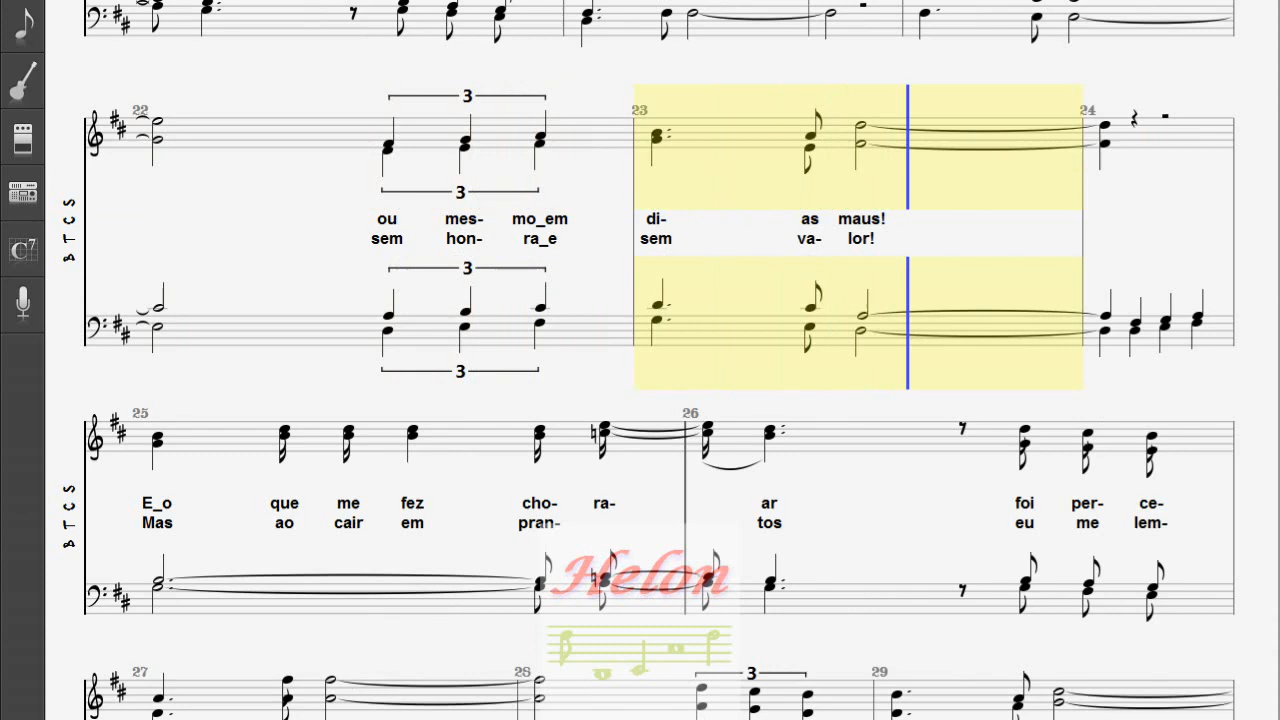 22 3 23 24
3
ou mes- mo_em di- as maus!
sem hon- ra_e sem va- lor!
B T C S
3
3
25 26
E_o que me fez cho- ra- ar foi per- ce-
Mas ao cair em pran- tos eu me lem-
B T C S
C7
Helon
27 28 3 29